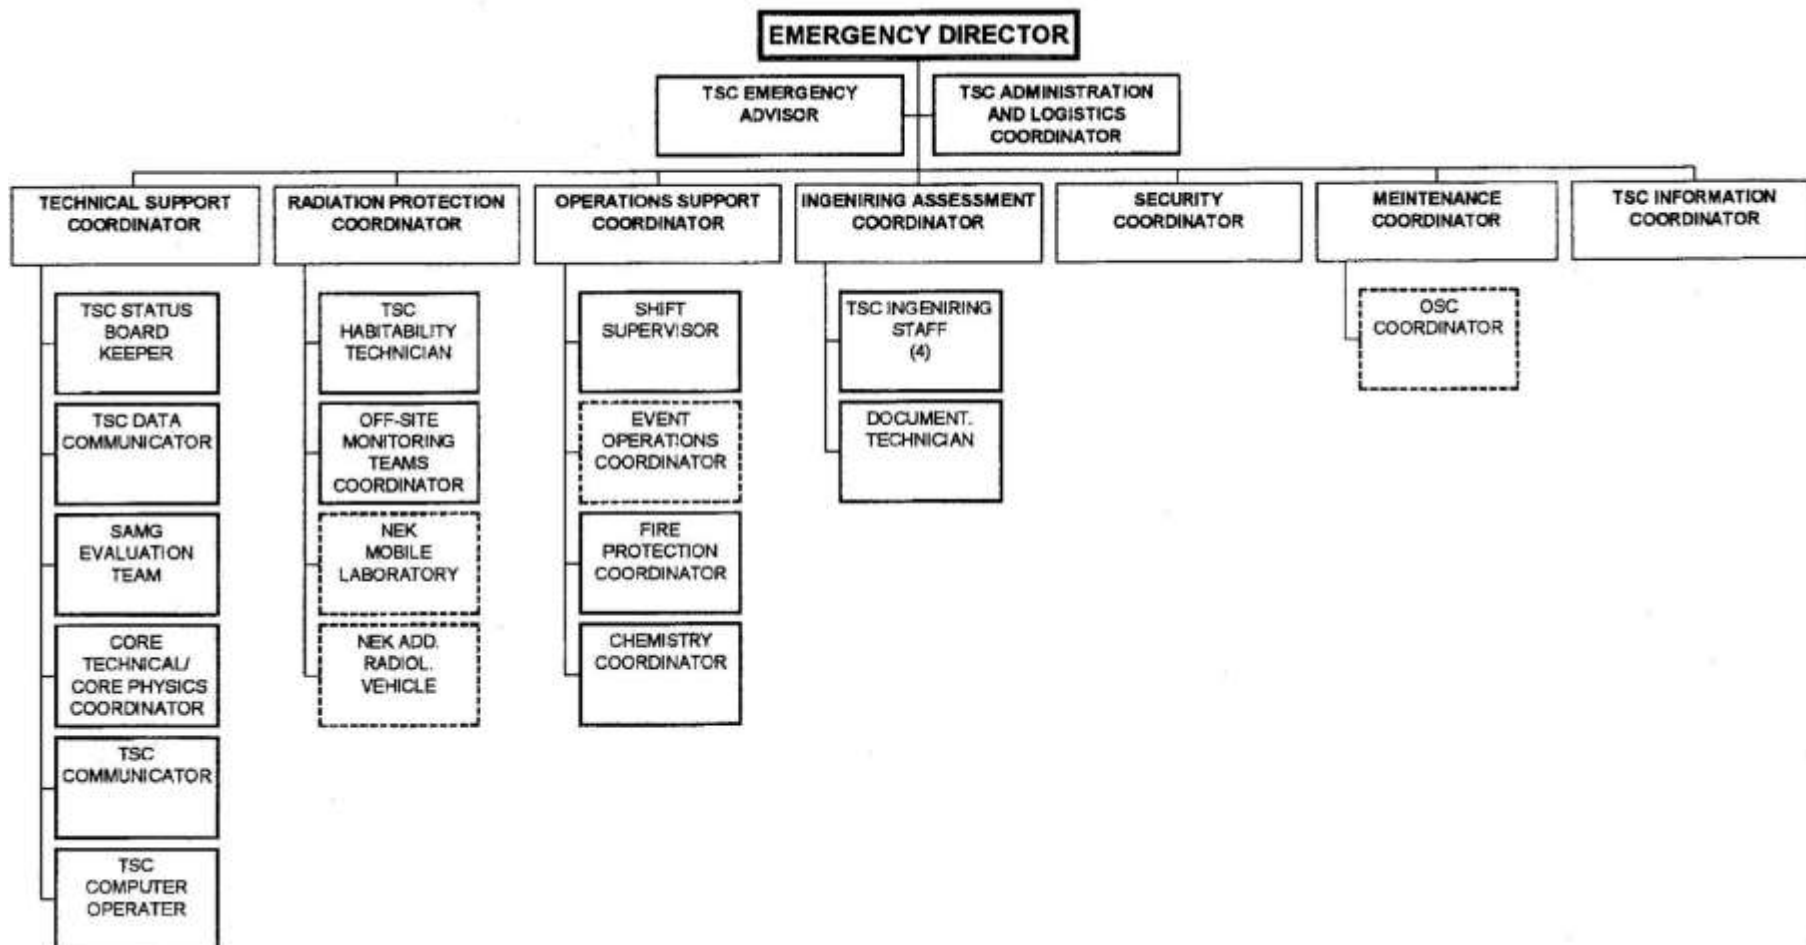 EMERGENCY DIRECTOR
TSC EMERGENCY
ADVISOR
TSC ADMINISTRATION
AND LOGISTICS
COORDINATOR
TECHNICAL SUPPORT
COORDINATOR
RADIATION PROTECTION
COORDINATOR
OPERATIONS SUPPORT
COORDINATOR
INGENIRING ASSESSMENT
COORDINATOR
SECURITY
COORDINATOR
MEINTENANCE
COORDINATOR
TSC INFORMATION
COORDINATOR
TSC STATUS
BOARD
KEEPER
TSC DATA
COMMUNICATOR
SAMG
EVALUATION
TEAM
CORE
TECHNICAL/
CORE PHYSICS
COORDINATOR
TSC
COMMUNICATOR
TSC
COMPUTER
OPERATER
TSC
HABITABILITY
TECHNICIAN
OFF-SITE
MONITORING
TEAMS
COORDINATOR
NEK
MOBILE
LABORATORY
NEK ADD.
RADIOL.
VEHICLE
SHIFT
SUPERVISOR
EVENT
OPERATIONS
COORDINATOR
FIRE
PROTECTION
COORDINATOR
CHEMISTRY
COORDINATOR
TSC INGENIRING
STAFF
(4)
DOCUMENT.
TECHNICIAN
OSC
COORDINATOR